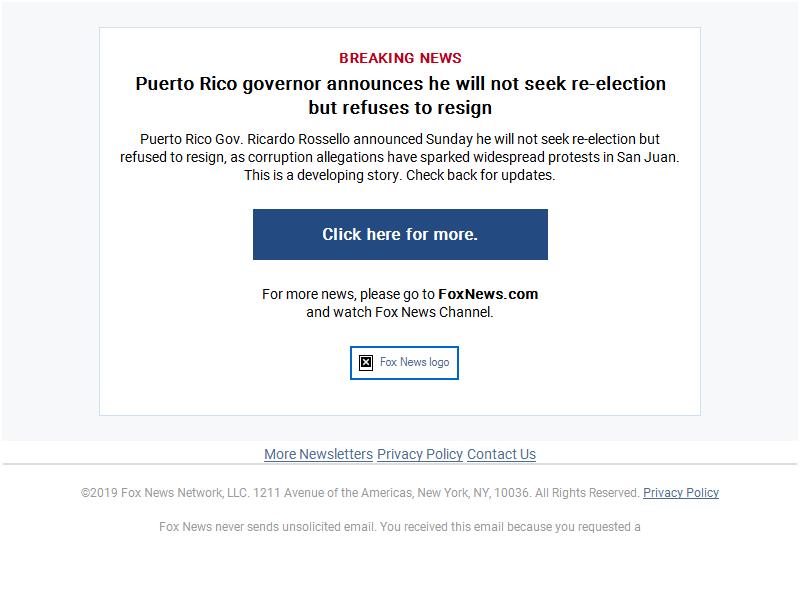 BREAKING NEWS
Puerto Rico governor announces he will not seek re-election
but refuses to resign
Puerto Rico Gov. Ricardo Rossello announced Sunday he will not seek re-election but
refused to resign, as corruption allegations have sparked widespread protests in San Juan.
This is a developing story. Check back for updates.
Click here for more.
For more news, please go to FoxNews.com
and watch Fox News Channel.
Fox News logo
More Newsletters Privacy Policy Contact Us
©2019 Fox News Network, LLC. 1211 Avenue of the Americas, New York, NY, 10036. All Rights Reserved. Privacy Policy
Fox News never sends unsolicited email. You received this email because you requested a